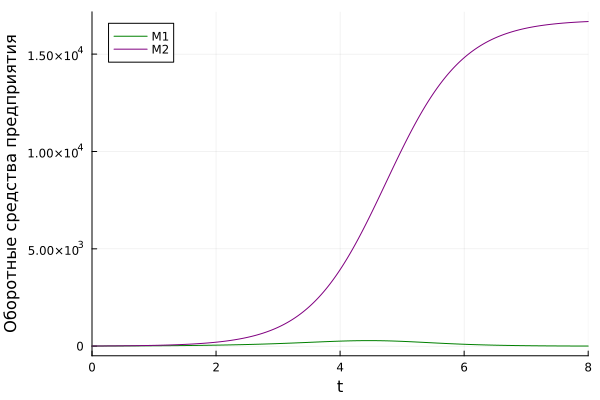 M1
M2
Оборотные средства предприятия
1.50×10⁴
1.00×10⁴
5.00×10³
0
0 2 4 6 8
t